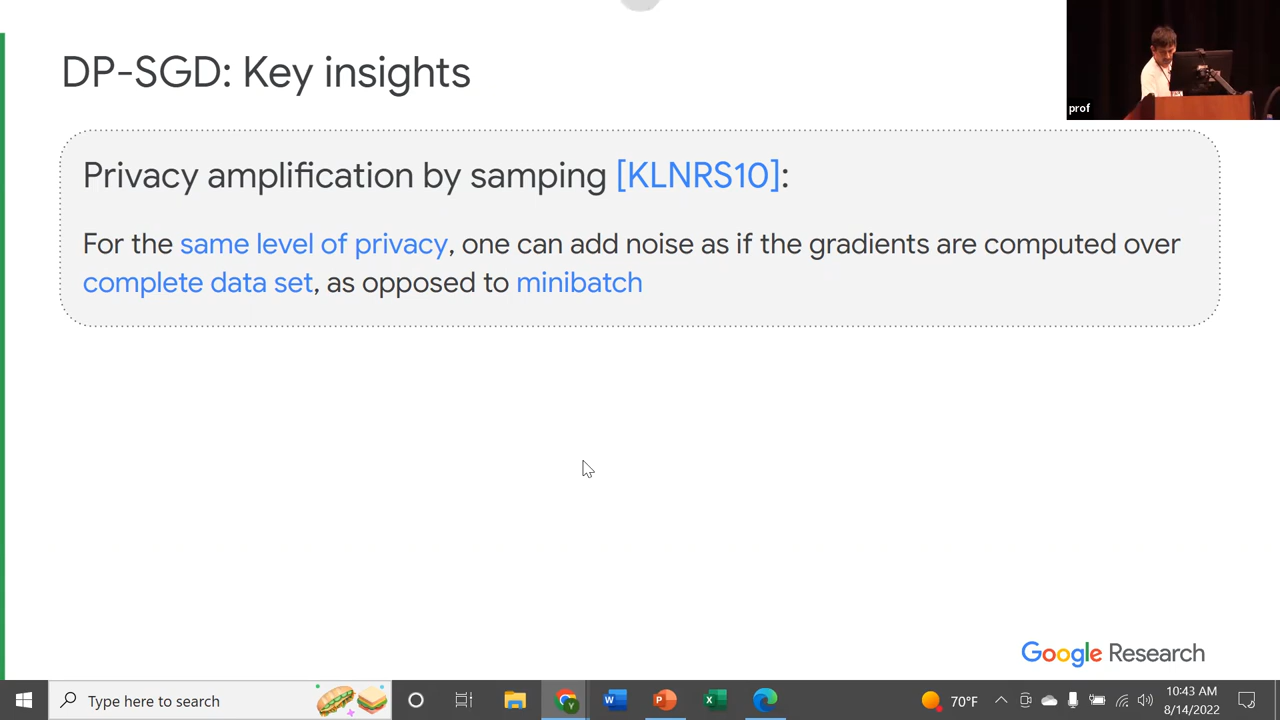 DP-SGD: Key insights
prof
Privacy amplification by samping [KLNRS10]:
For the same level of privacy, one can add noise as if the gradients are computed over
complete data set, as opposed to minibatch
Google Research
Type here to search
70°F
10:43 AM
8/14/2022